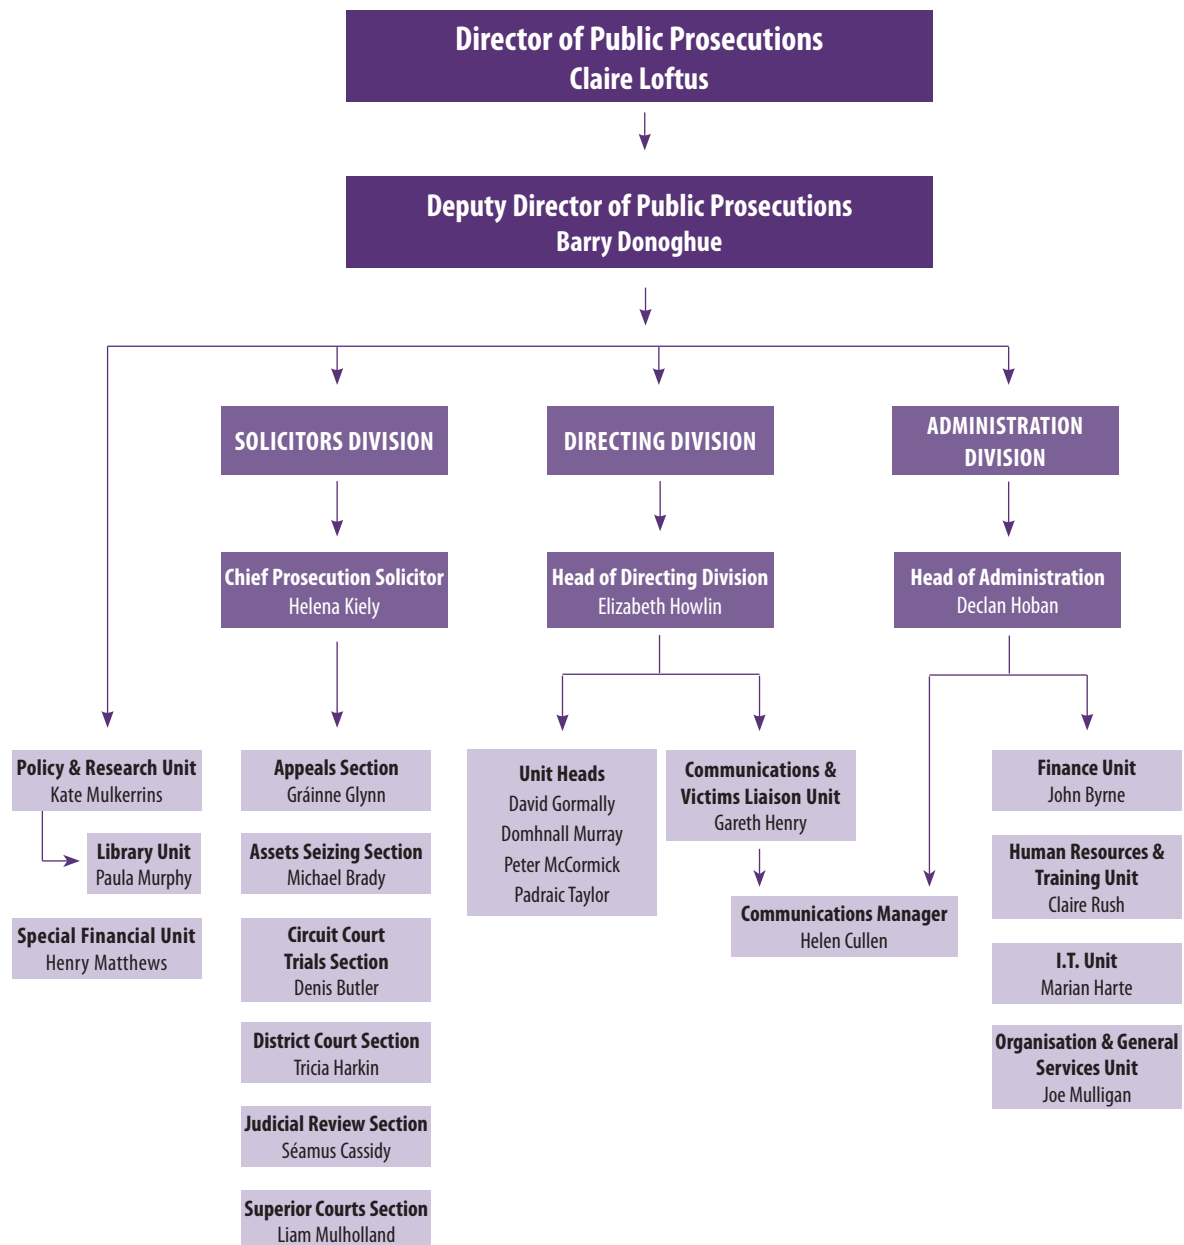 Director of Public Prosecutions
Claire Loftus
Deputy Director of Public Prosecutions
Barry Donoghue
SOLICITORS DIVISION
DIRECTING DIVISION
ADMINISTRATION
DIVISION
Chief Prosecution Solicitor
Helena Kiely
Head of Directing Division
Elizabeth Howlin
Head of Administration
Declan Hoban
Policy & Research Unit
Kate Mulkerrins
Library Unit
Paula Murphy
Special Financial Unit
Henry Matthews
Appeals Section
Gráinne Glynn
Assets Seizing Section
Michael Brady
Circuit Court
Trials Section
Denis Butler
District Court Section
Tricia Harkin
Judicial Review Section
Séamus Cassidy
Superior Courts Section
Liam Mulholland
Unit Heads
David Gormally
Domhnall Murray
Peter McCormick
Padraic Taylor
Communications &
Victims Liaison Unit
Gareth Henry
Communications Manager
Helen Cullen
Finance Unit
John Byrne
Human Resources &
Training Unit
Claire Rush
I.T. Unit
Marian Harte
Organisation & General
Services Unit
Joe Mulligan